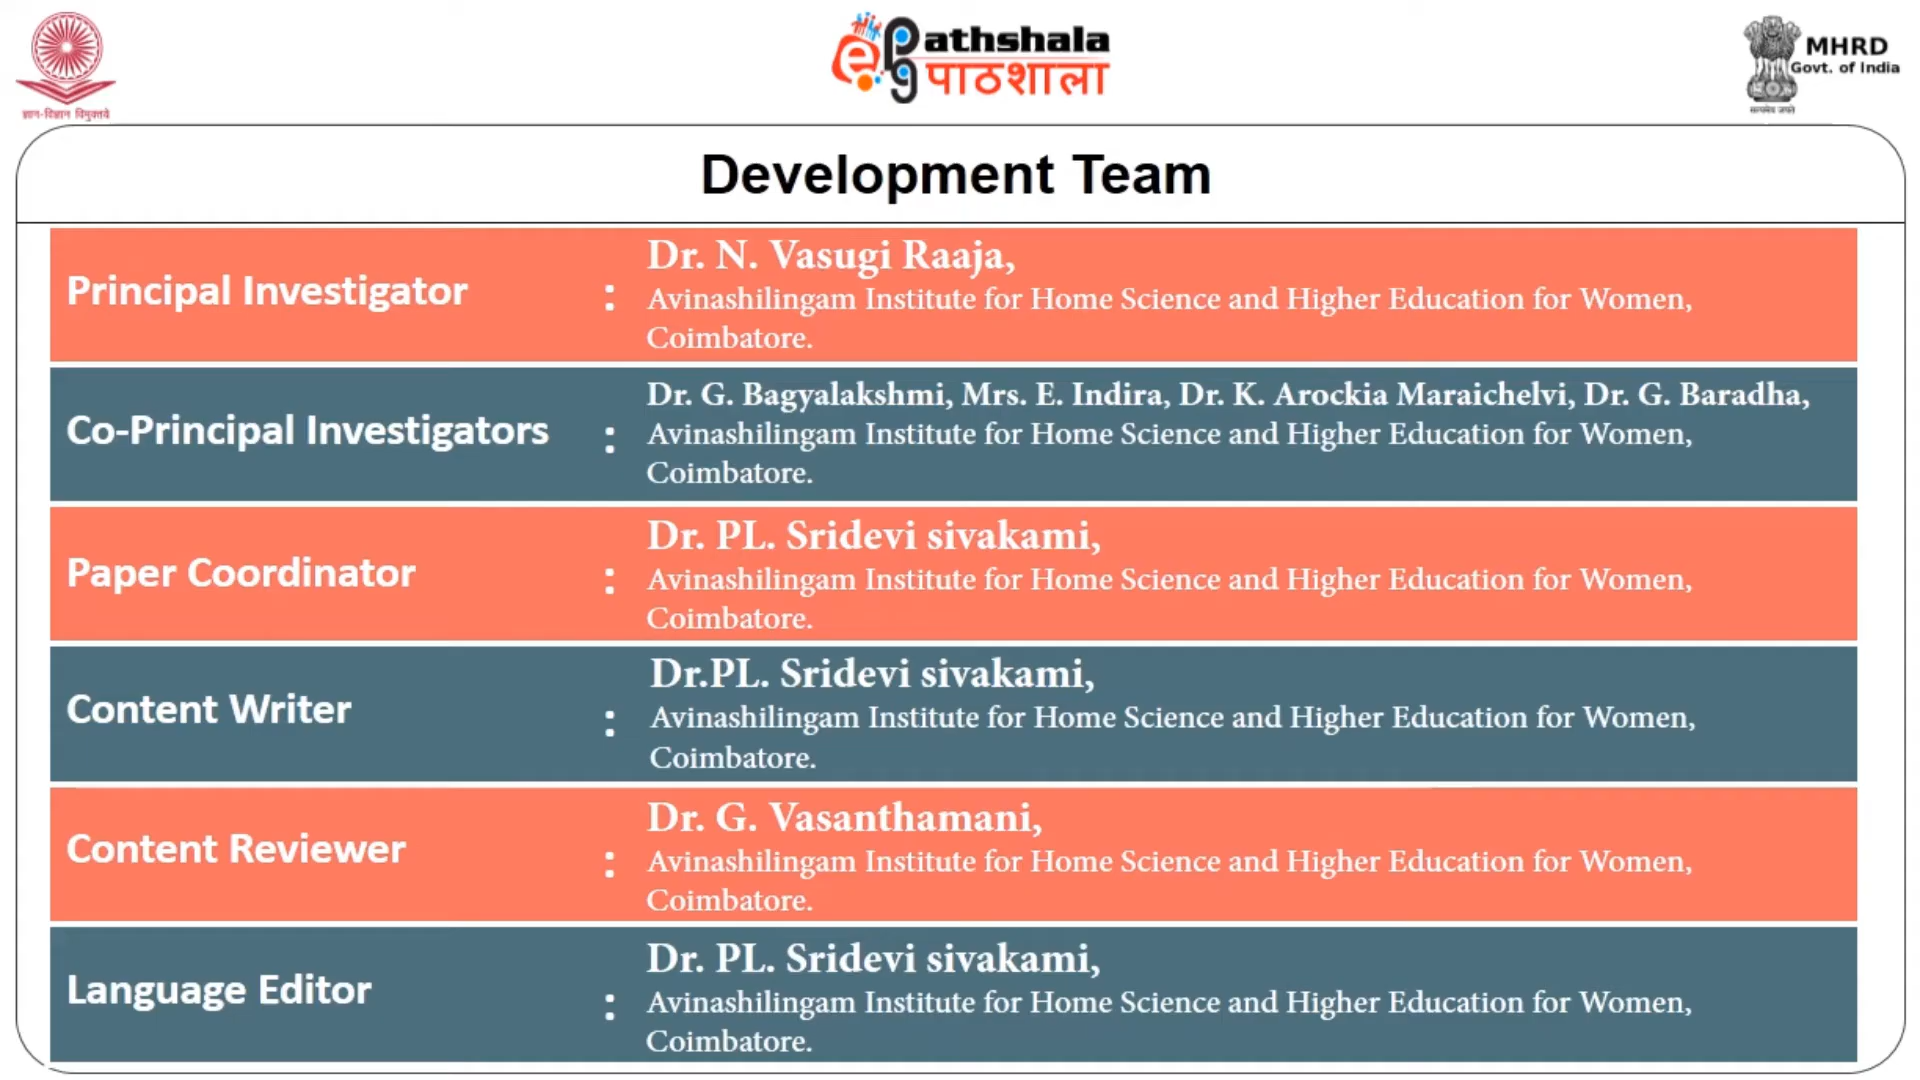 ज्ञान-विज्ञान विमुक्तये
ePg Pathshala
पाठशाला
MHRD
Govt. of India
सत्यमेव जयते
Development Team
Principal Investigator : Dr. N. Vasugi Raaja,
Avinashilingam Institute for Home Science and Higher Education for Women,
Coimbatore.
Co-Principal Investigators : Dr. G. Bagyalakshmi, Mrs. E. Indira, Dr. K. Arockia Maraichelvi, Dr. G. Baradha,
Avinashilingam Institute for Home Science and Higher Education for Women,
Coimbatore.
Paper Coordinator : Dr. PL. Sridevi sivakami,
Avinashilingam Institute for Home Science and Higher Education for Women,
Coimbatore.
Content Writer : Dr.PL. Sridevi sivakami,
Avinashilingam Institute for Home Science and Higher Education for Women,
Coimbatore.
Content Reviewer : Dr. G. Vasanthamani,
Avinashilingam Institute for Home Science and Higher Education for Women,
Coimbatore.
Language Editor : Dr. PL. Sridevi sivakami,
Avinashilingam Institute for Home Science and Higher Education for Women,
Coimbatore.